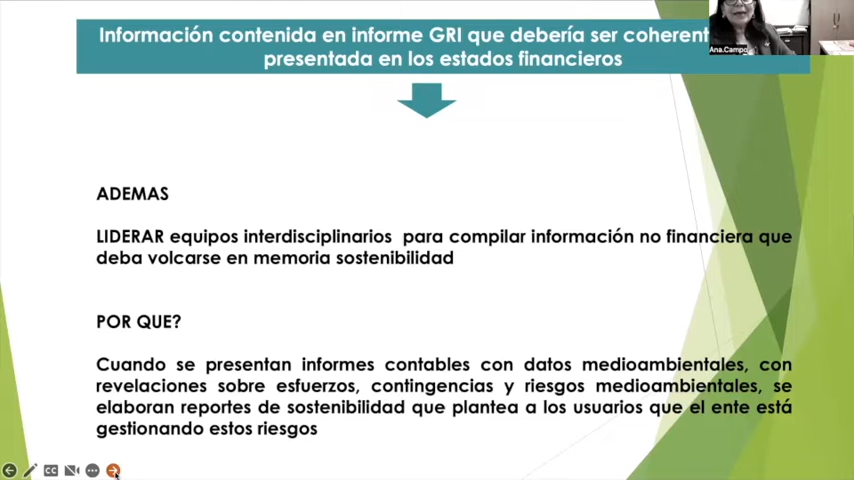 Información contenida en informe GRI que debería ser coherent
presentada en los estados financieros
Ana.Campo
ADEMAS
LIDERAR equipos interdisciplinarios para compilar información no financiera que
deba volcarse en memoria sostenibilidad
POR QUE?
Cuando se presentan informes contables con datos medioambientales, con
revelaciones sobre esfuerzos, contingencias y riesgos medioambientales, se
elaboran reportes de sostenibilidad que plantea a los usuarios que el ente está
gestionando estos riesgos
CC